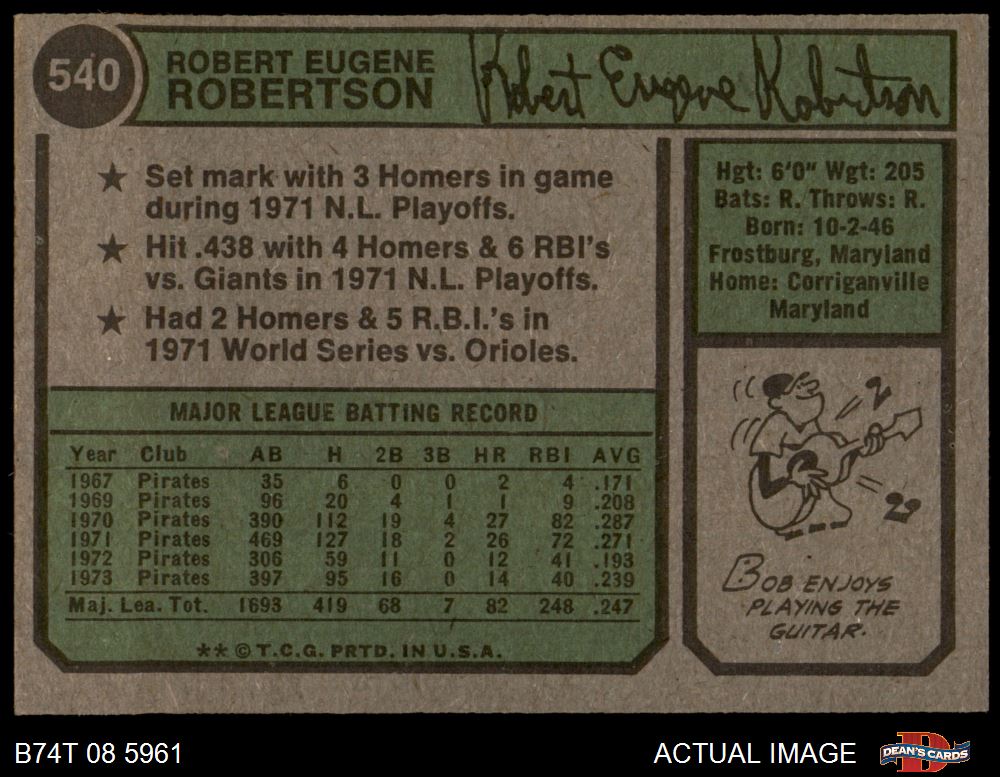 540
ROBERT EUGENE
ROBERTSON
Robert Eugene Robertson
★ Set mark with 3 Homers in game
during 1971 N.L. Playoffs.
★ Hit .438 with 4 Homers & 6 RBI's
vs. Giants in 1971 N.L. Playoffs.
★ Had 2 Homers & 5 R.B.I.'s in
1971 World Series vs. Orioles.
Hgt: 6'0" Wgt: 205
Bats: R. Throws: R.
Born: 10-2-46
Frostburg, Maryland
Home: Corriganville
Maryland
MAJOR LEAGUE BATTING RECORD
Year Club AB H 2B 3B HR RBI AVG
1967 Pirates 35 6 0 0 2 4 .171
1969 Pirates 96 20 4 1 1 9 .208
1970 Pirates 390 112 19 4 27 82 .287
1971 Pirates 469 127 18 2 26 72 .271
1972 Pirates 306 59 11 0 12 41 .193
1973 Pirates 397 95 16 0 14 40 .239
Maj. Lea. Tot. 1693 419 68 7 82 248 .247
** © T.C.G. PRTD. IN U.S.A.
BOB ENJOYS
PLAYING THE
GUITAR.
B74T 08 5961
ACTUAL IMAGE
DEAN'S CARDS